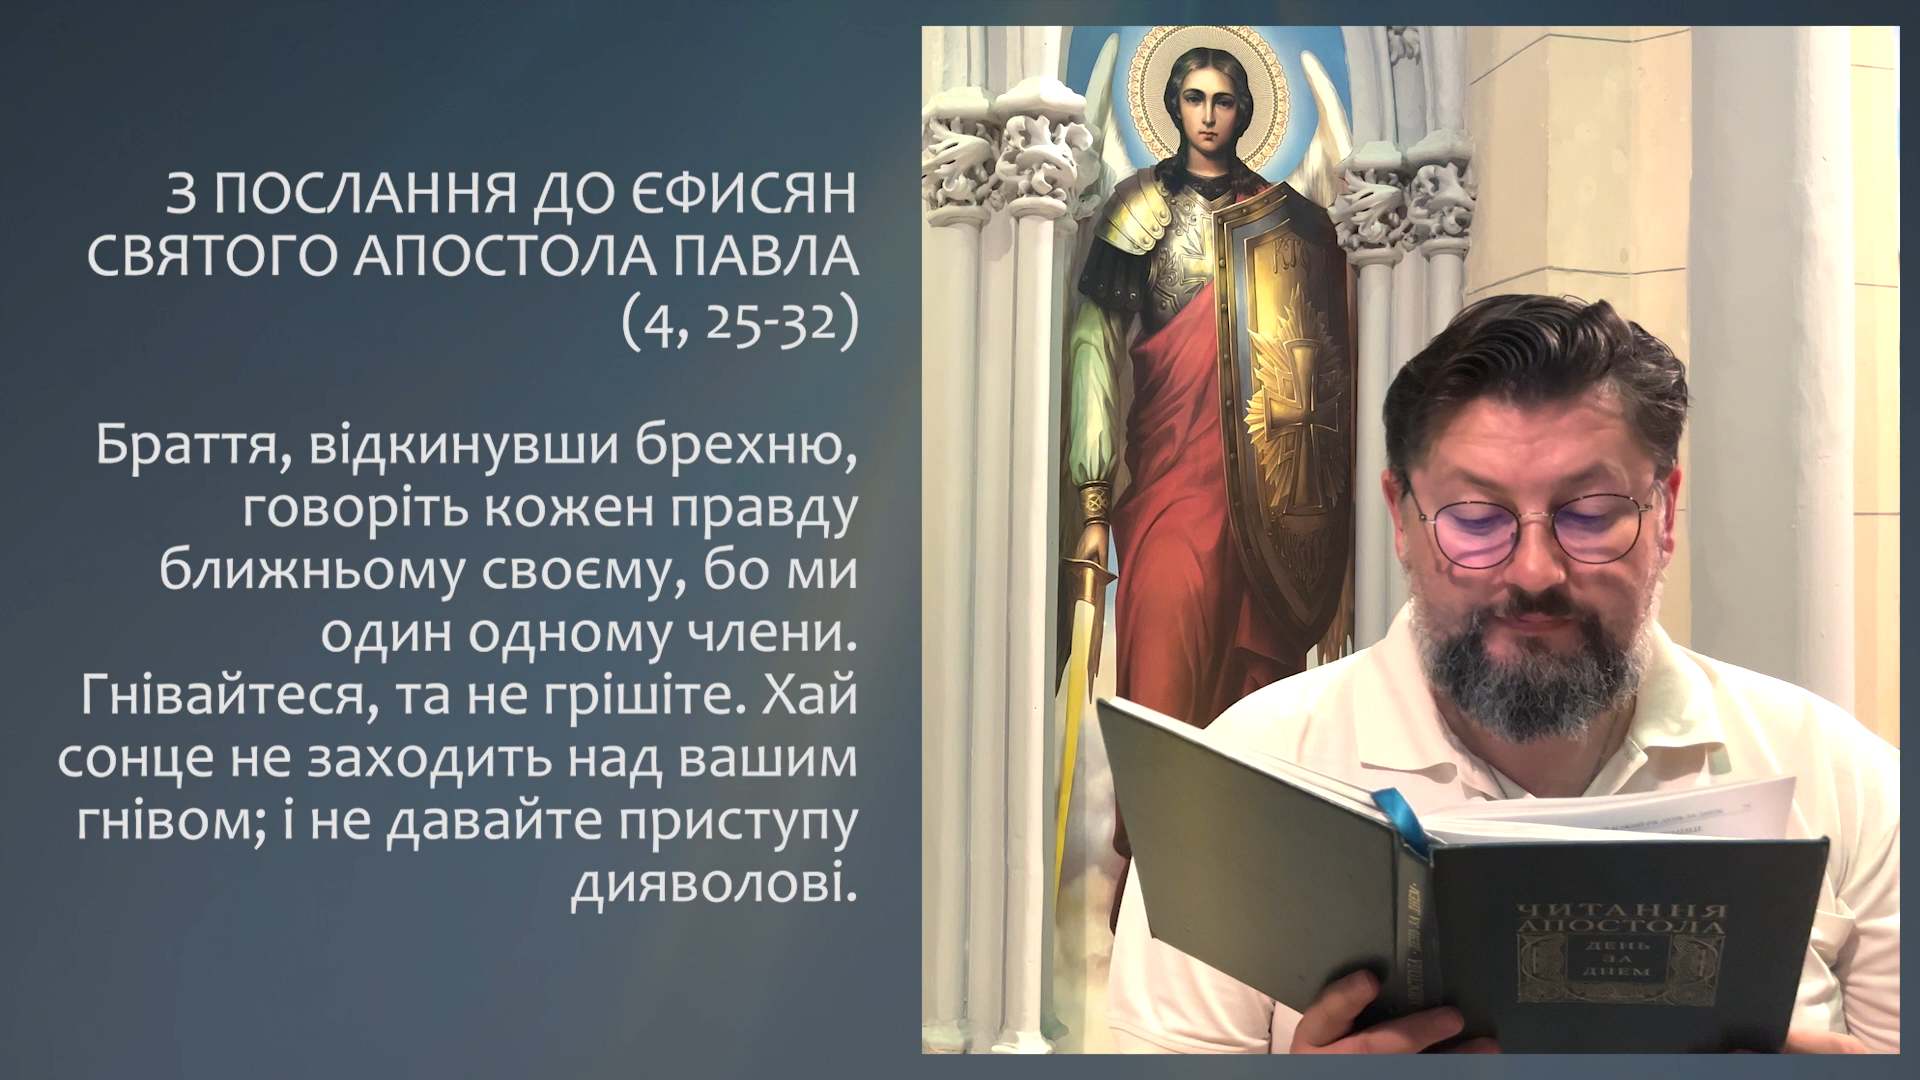 З ПОСЛАННЯ ДО ЄФИСЯН
СВЯТОГО АПОСТОЛА ПАВЛА
(4, 25-32)
Браття, відкинувши брехню,
говоріть кожен правду
ближньому своєму, бо ми
один одному члени.
Гнівайтеся, та не грішіте. Хай
сонце не заходить над вашим
гнівом; і не давайте приступу
дияволові.
ЧИТАННЯ
АПОСТОЛА
ДЕНЬ
ЗА
ДНЕМ